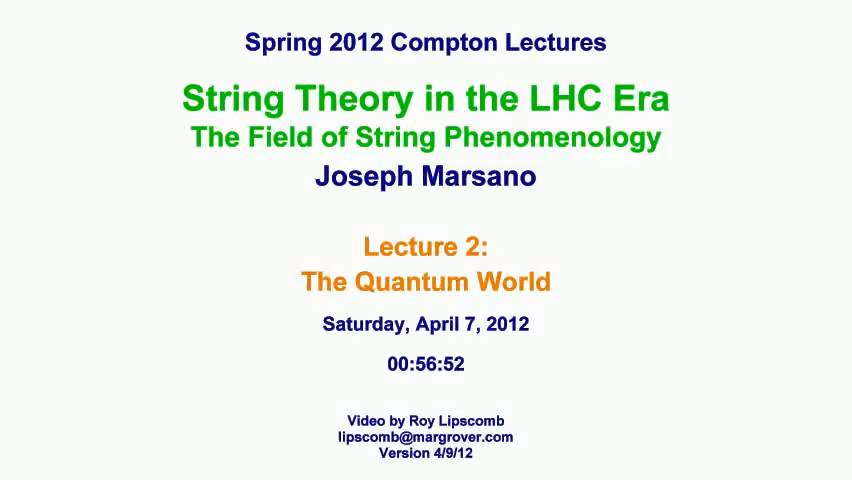 Spring 2012 Compton Lectures
String Theory in the LHC Era
The Field of String Phenomenology
Joseph Marsano
Lecture 2:
The Quantum World
Saturday, April 7, 2012
00:56:52
Video by Roy Lipscomb
lipscomb@margrover.com
Version 4/9/12